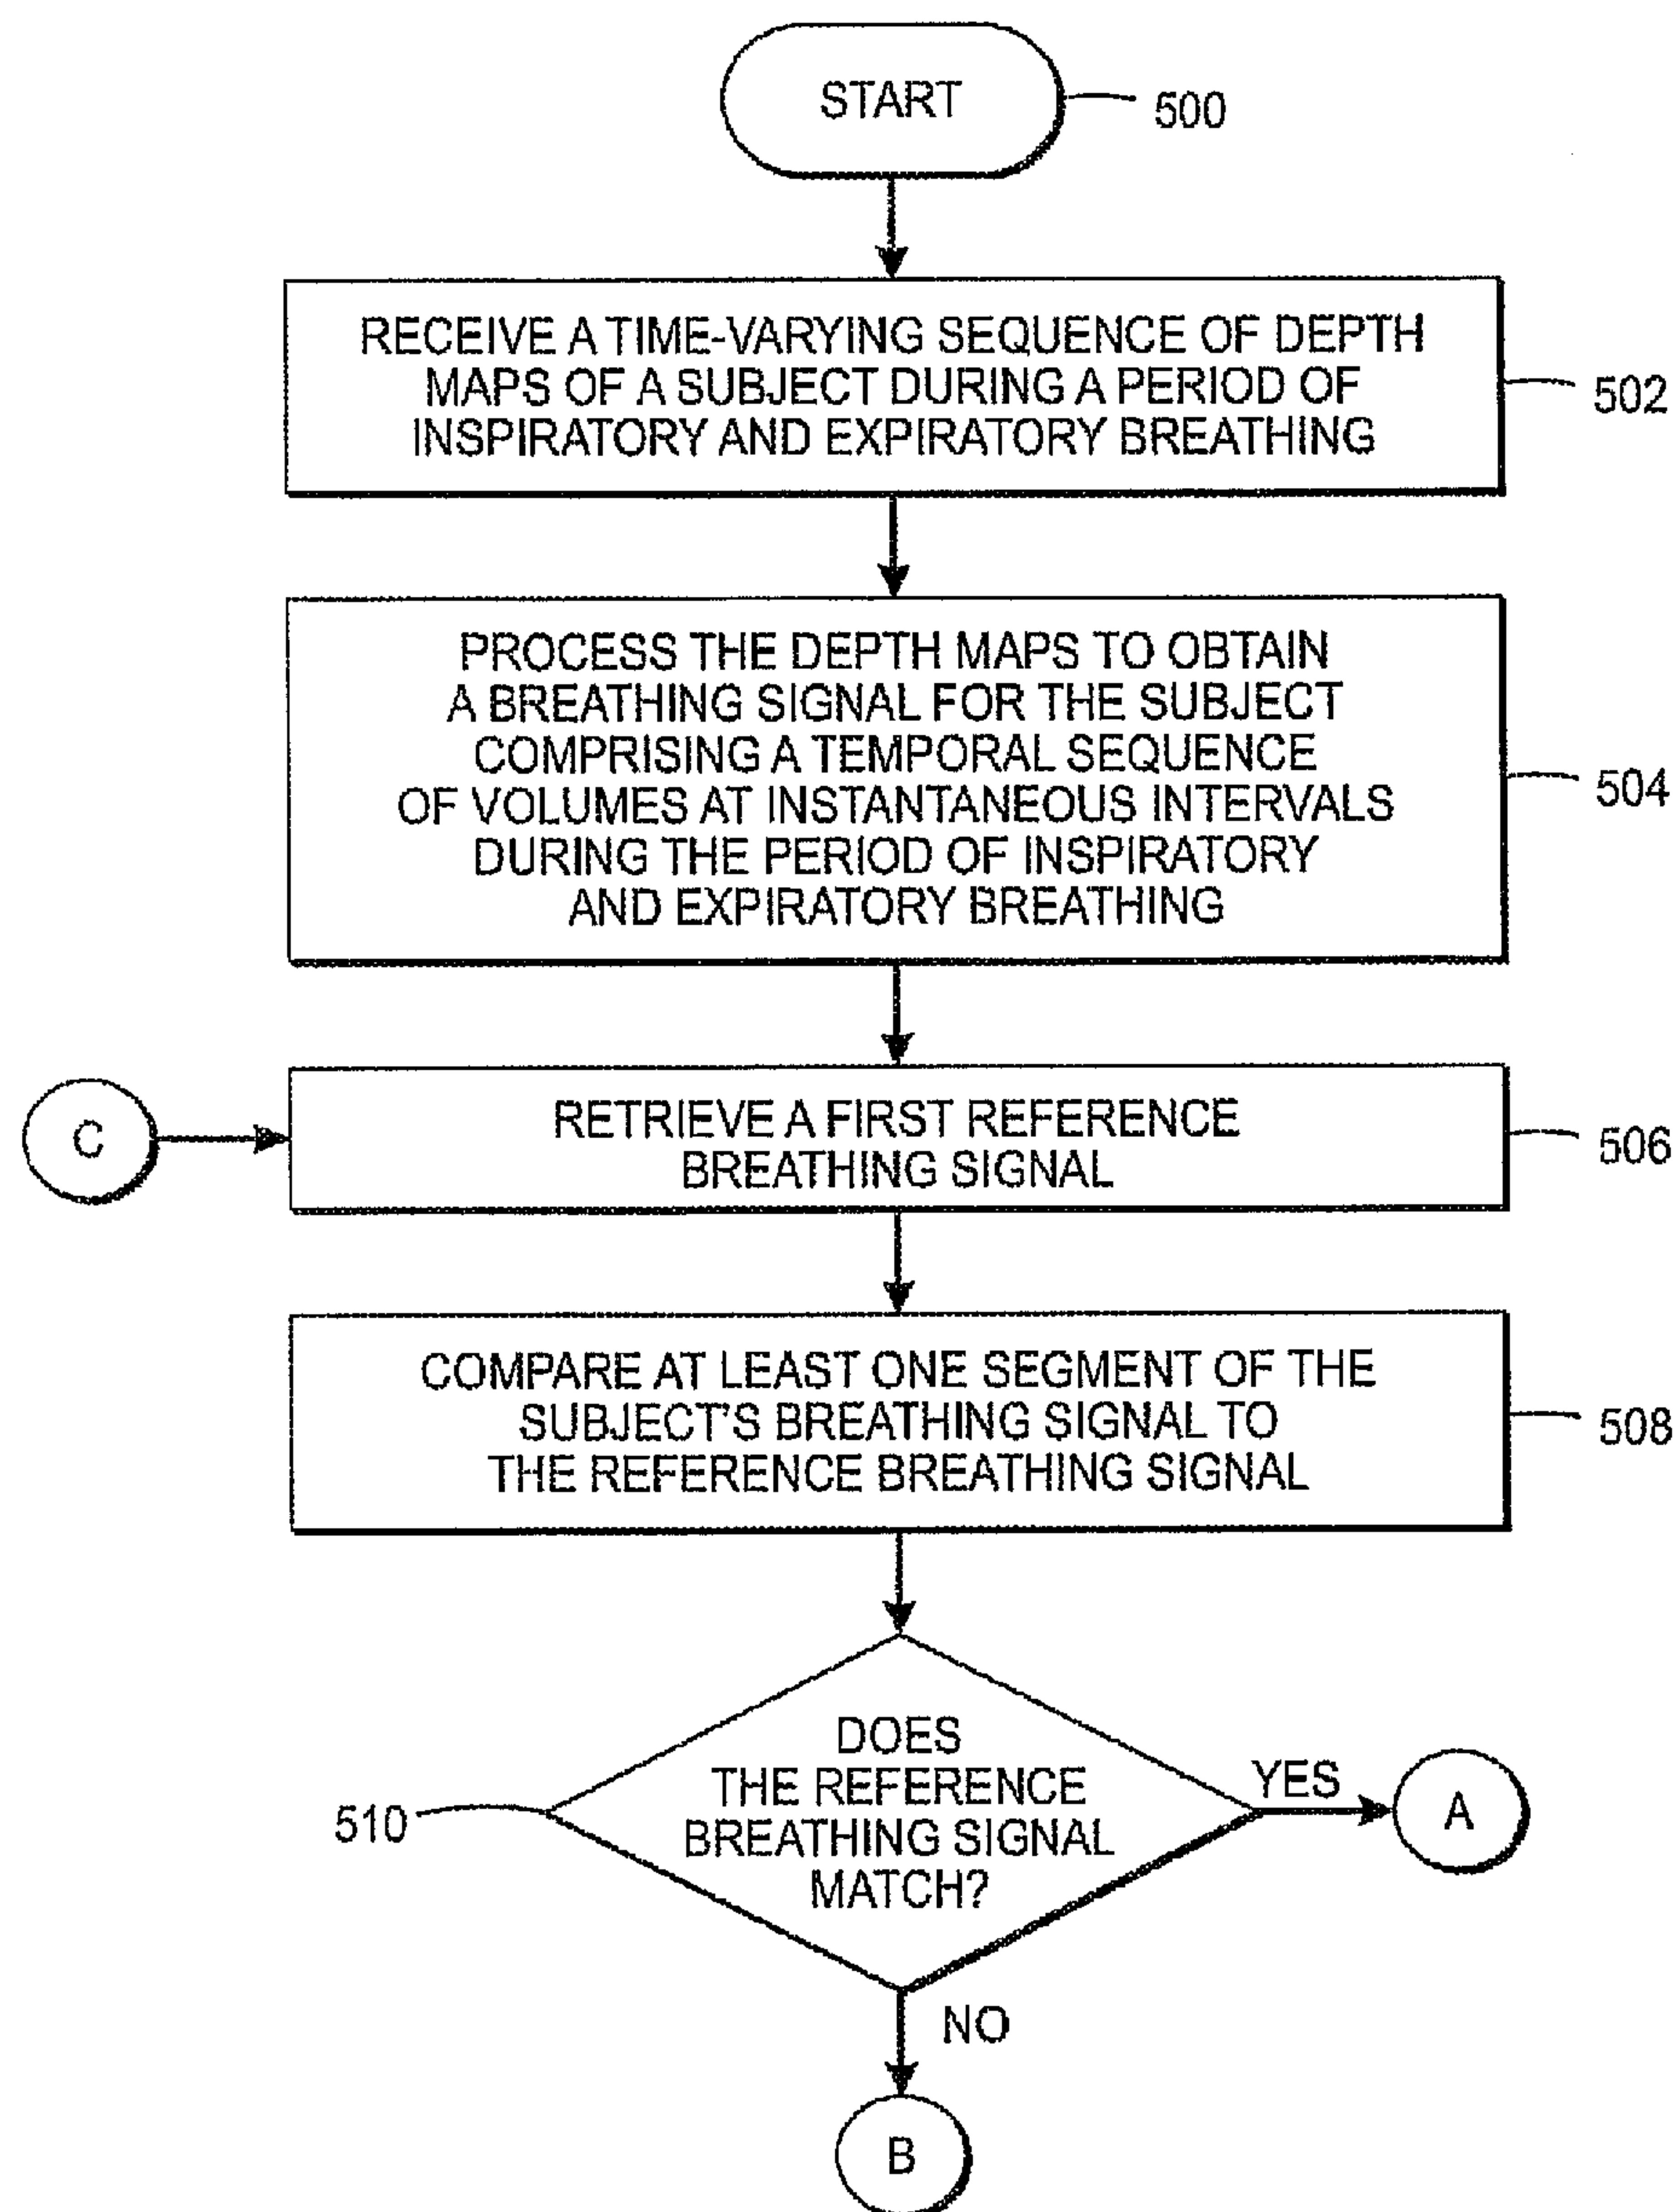 START
500
RECEIVE A TIME-VARYING SEQUENCE OF DEPTH
MAPS OF A SUBJECT DURING A PERIOD OF
INSPIRATORY AND EXPIRATORY BREATHING
502
PROCESS THE DEPTH MAPS TO OBTAIN
A BREATHING SIGNAL FOR THE SUBJECT
COMPRISING A TEMPORAL SEQUENCE
OF VOLUMES AT INSTANTANEOUS INTERVALS
DURING THE PERIOD OF INSPIRATORY
AND EXPIRATORY BREATHING
504
C
RETRIEVE A FIRST REFERENCE
BREATHING SIGNAL
506
COMPARE AT LEAST ONE SEGMENT OF THE
SUBJECT'S BREATHING SIGNAL TO
THE REFERENCE BREATHING SIGNAL
508
510
DOES
THE REFERENCE
BREATHING SIGNAL
MATCH?
YES
A
NO
B